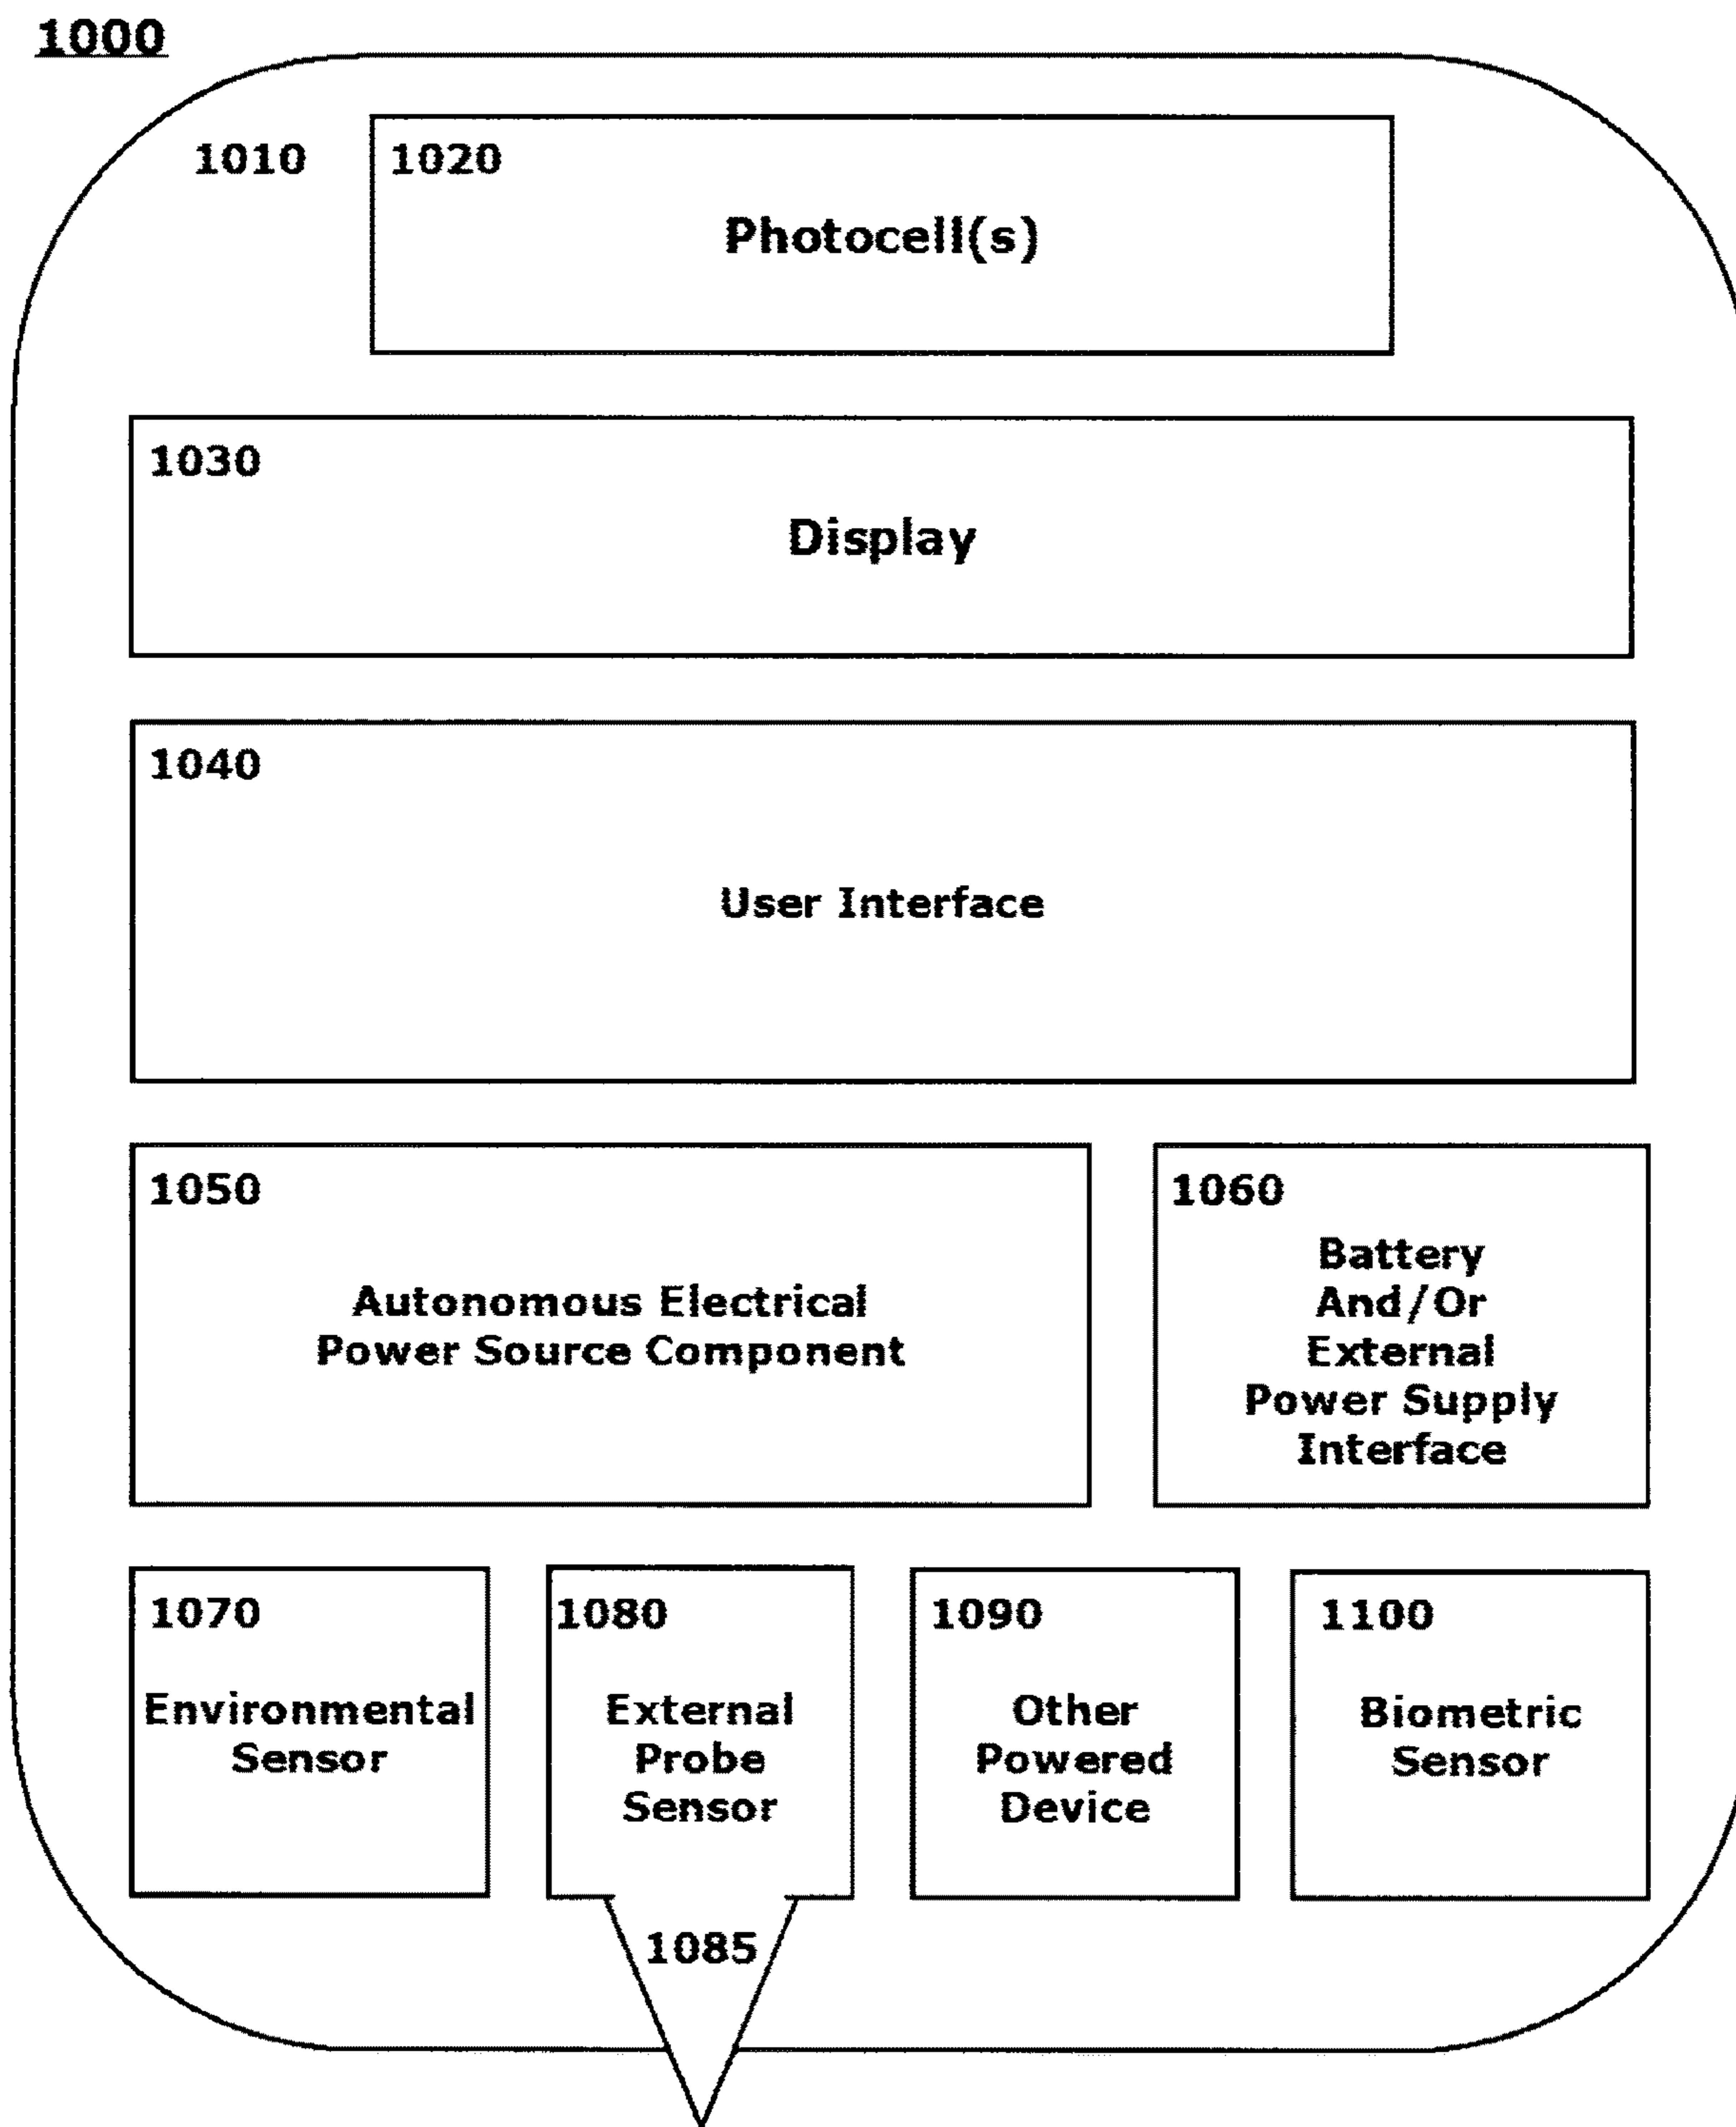 1000
1010
1020
Photocell(s)
1030
Display
1040
User Interface
1050
Autonomous Electrical
Power Source Component
1060
Battery
And/Or
External
Power Supply
Interface
1070
Environmental
Sensor
1080
External
Probe
Sensor
1085
1090
Other
Powered
Device
1100
Biometric
Sensor